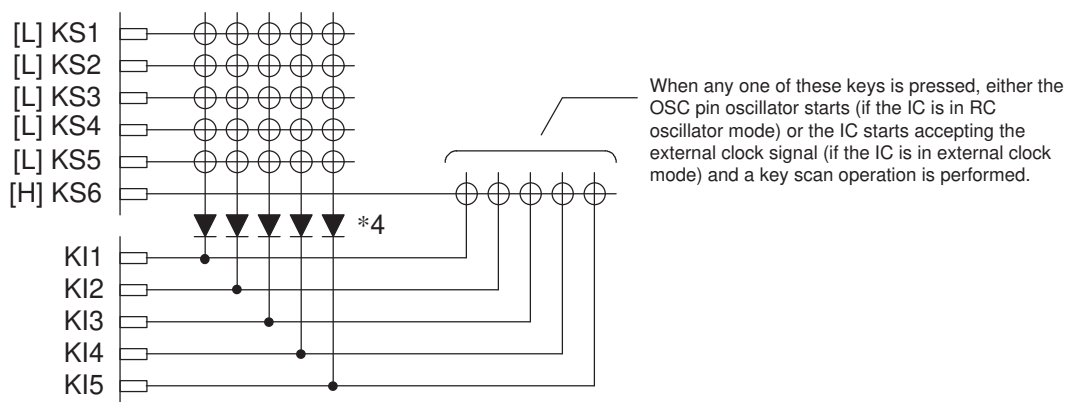 [L] KS1
[L] KS2
[L] KS3
[L] KS4
[L] KS5
[H] KS6
When any one of these keys is pressed, either the
OSC pin oscillator starts (if the IC is in RC
oscillator mode) or the IC starts accepting the
external clock signal (if the IC is in external clock
mode) and a key scan operation is performed.
*4
KI1
KI2
KI3
KI4
KI5